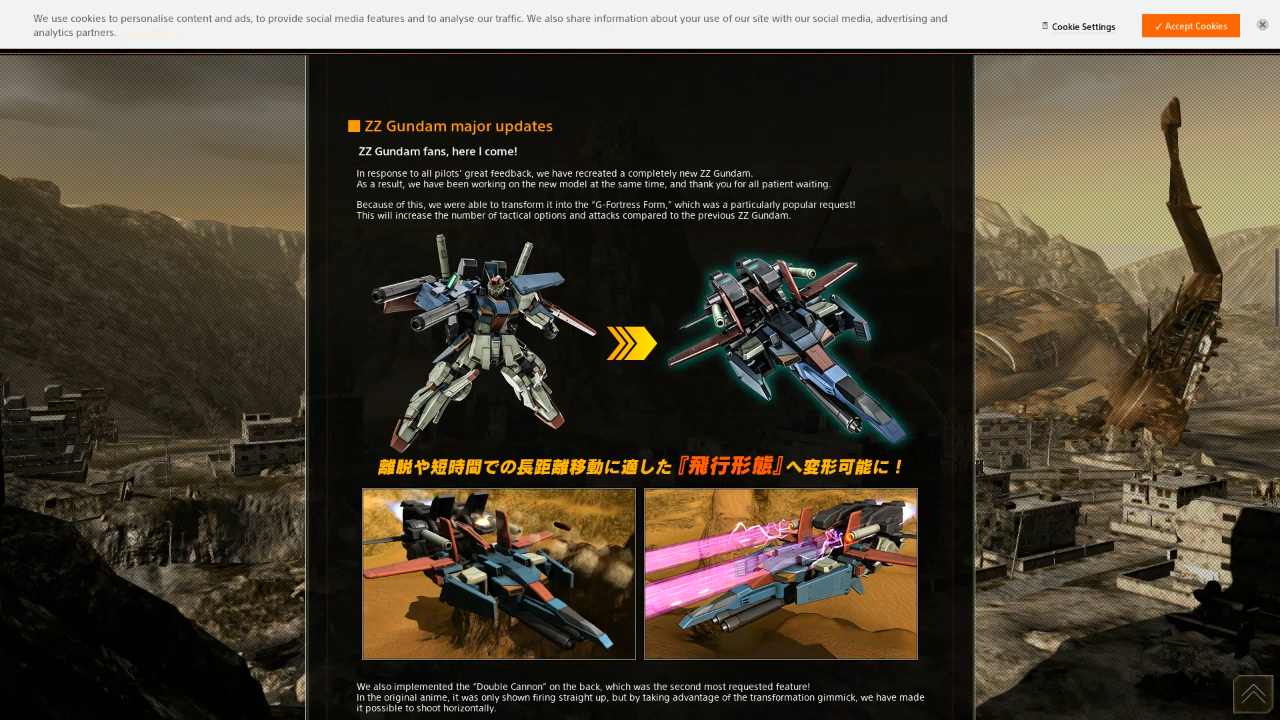 We use cookies to personalise content and ads, to provide social media features and to analyse our traffic. We also share information about your use of our site with our social media, advertising and
analytics partners.
Cookie Settings
✓ Accept Cookies
ZZ Gundam major updates
ZZ Gundam fans, here I come!
In response to all pilots’ great feedback, we have recreated a completely new ZZ Gundam.
As a result, we have been working on the new model at the same time, and thank you for all patient waiting.
Because of this, we were able to transform it into the “G-Fortress Form,” which was a particularly popular request!
This will increase the number of tactical options and attacks compared to the previous ZZ Gundam.
離脱や短時間での長距離移動に適した『飛行形態』へ変形可能に！
We also implemented the “Double Cannon” on the back, which was the second most requested feature!
In the original anime, it was only shown firing straight up, but by taking advantage of the transformation gimmick, we have made
it possible to shoot horizontally.